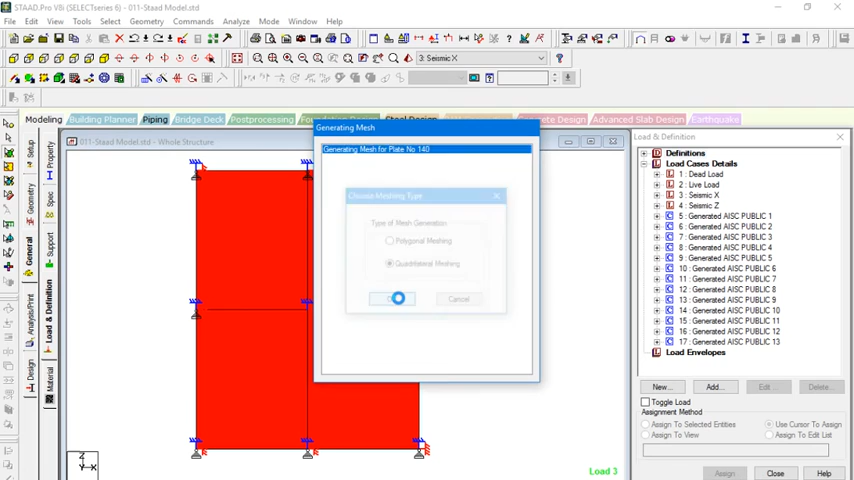 STAAD.Pro V8i (SELECTseries 6) - [011-Staad Model.std]
File Edit View Tools Select Geometry Commands Analyze Mode Window Help
3: Seismic X
Modeling Building Planner Piping Bridge Deck Postprocessing Foundation Design Steel Design Concrete Design Advanced Slab Design Earthquake
011-Staad Model.std - Whole Structure
Generating Mesh
Generating Mesh for Plate No 140
Choose Meshing Type
Type of Mesh Generation
Polygonal Meshing
Quadrilateral Meshing
Cancel
Setup
Geometry
General
Analysis/Print
Design
Property
Spec
Support
Load & Definition
Material
Z
X
Load 3
Load & Definition
Definitions
Load Cases Details
1 : Dead Load
2 : Live Load
3 : Seismic X
4 : Seismic Z
5 : Generated AISC PUBLIC 1
6 : Generated AISC PUBLIC 2
7 : Generated AISC PUBLIC 3
8 : Generated AISC PUBLIC 4
9 : Generated AISC PUBLIC 5
10 : Generated AISC PUBLIC 6
11 : Generated AISC PUBLIC 7
12 : Generated AISC PUBLIC 8
13 : Generated AISC PUBLIC 9
14 : Generated AISC PUBLIC 10
15 : Generated AISC PUBLIC 11
16 : Generated AISC PUBLIC 12
17 : Generated AISC PUBLIC 13
Load Envelopes
New... Add... Edit... Delete...
Toggle Load
Assignment Method
Assign To Selected Entities
Use Cursor To Assign
Assign To View
Assign To Edit List
Assign Close Help